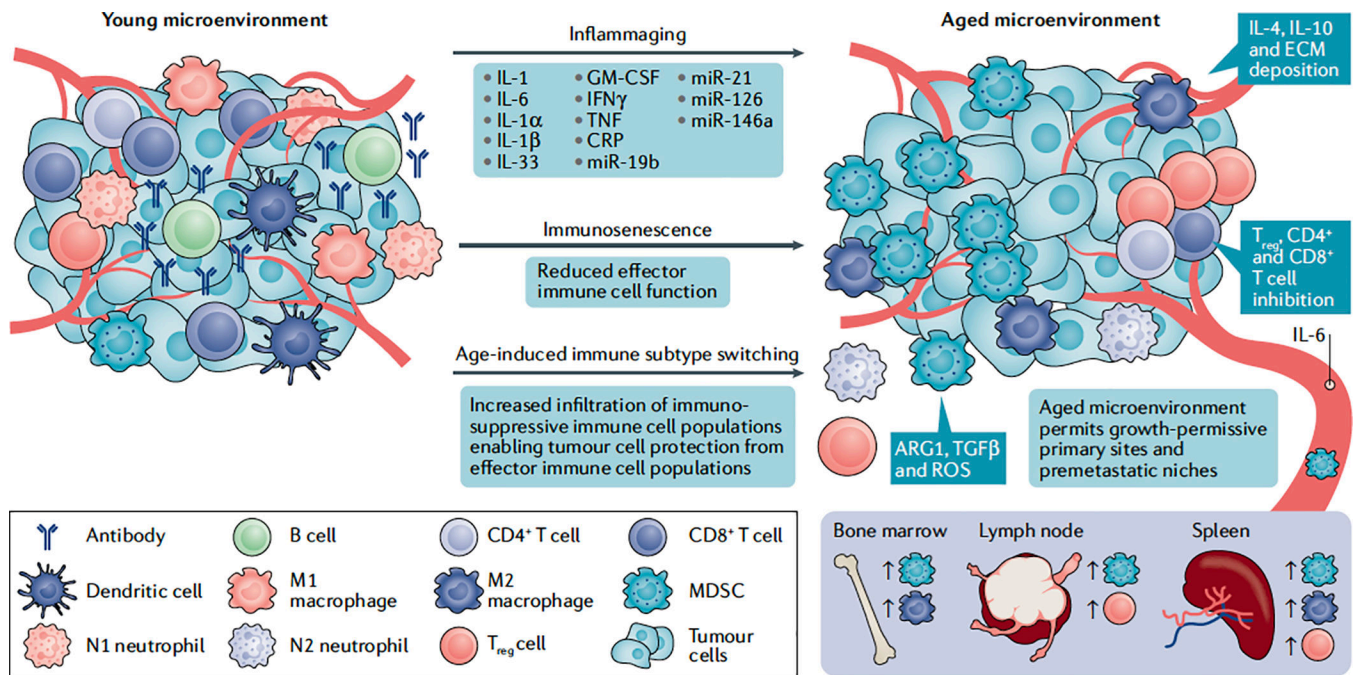 Young microenvironment
Inflammaging
• IL-1
• IL-6
• IL-1α
• IL-1β
• IL-33
• GM-CSF
• IFNγ
• TNF
• CRP
• miR-19b
• miR-21
• miR-126
• miR-146a
Immunosenescence
Reduced effector
immune cell function
Age-induced immune subtype switching
Increased infiltration of immuno-
suppressive immune cell populations
enabling tumour cell protection from
effector immune cell populations
Aged microenvironment
IL-4, IL-10
and ECM
deposition
Treg, CD4⁺
and CD8⁺
T cell
inhibition
IL-6
ARG1, TGFβ
and ROS
Aged microenvironment
permits growth-permissive
primary sites and
premetastatic niches
Antibody
B cell
CD4⁺ T cell
CD8⁺ T cell
Dendritic cell
M1
macrophage
M2
macrophage
MDSC
N1 neutrophil
N2 neutrophil
Treg cell
Tumour
cells
Bone marrow
↑
↑
Lymph node
↑
↑
Spleen
↑
↑
↑